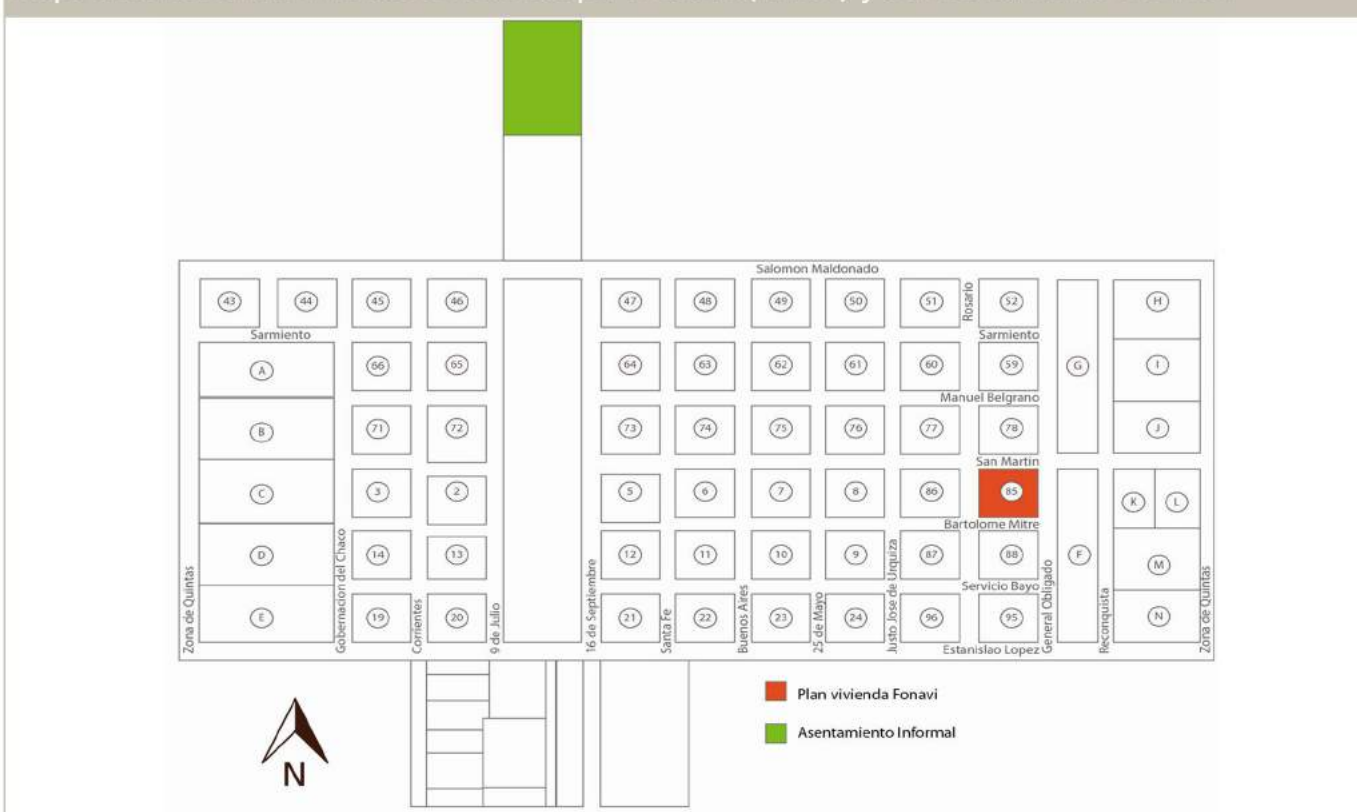 Salomon Maldonado
43 44 45 46 47 48 49 50 51 Rosario 52 H
Sarmiento Sarmiento
A 66 65 64 63 62 61 60 59 G I
Manuel Belgrano
B 71 72 73 74 75 76 77 78 J
San Martin
C 3 2 5 6 7 8 86 85 K L
Bartolome Mitre
D 14 13 12 11 10 9 87 88 F M
Servicio Bayo
E 19 20 21 22 23 24 96 95 N
Zona de Quintas
Gobernacion del Chaco
Corrientes
9 de Julio
16 de Septiembre
Santa Fe
Buenos Aires
25 de Mayo
Justo Jose de Urquiza
General Obligado
Reconquista
Zona de Quintas
Estanislao Lopez
Plan vivienda Fonavi
Asentamiento Informal
N